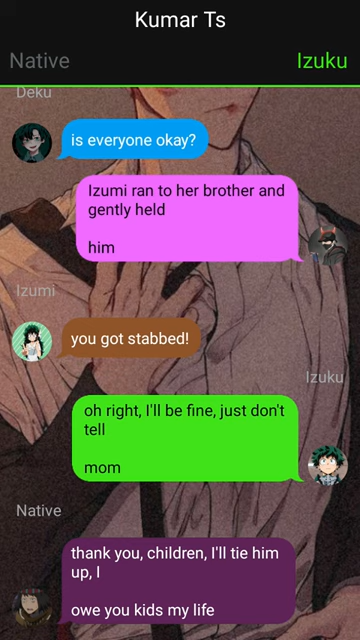 Kumar Ts
Native
Izuku
Deku
is everyone okay?
Izumi ran to her brother and
gently held
him
Izumi
you got stabbed!
Izuku
oh right, I'll be fine, just don't
tell
mom
Native
thank you, children, I'll tie him
up, I
owe you kids my life